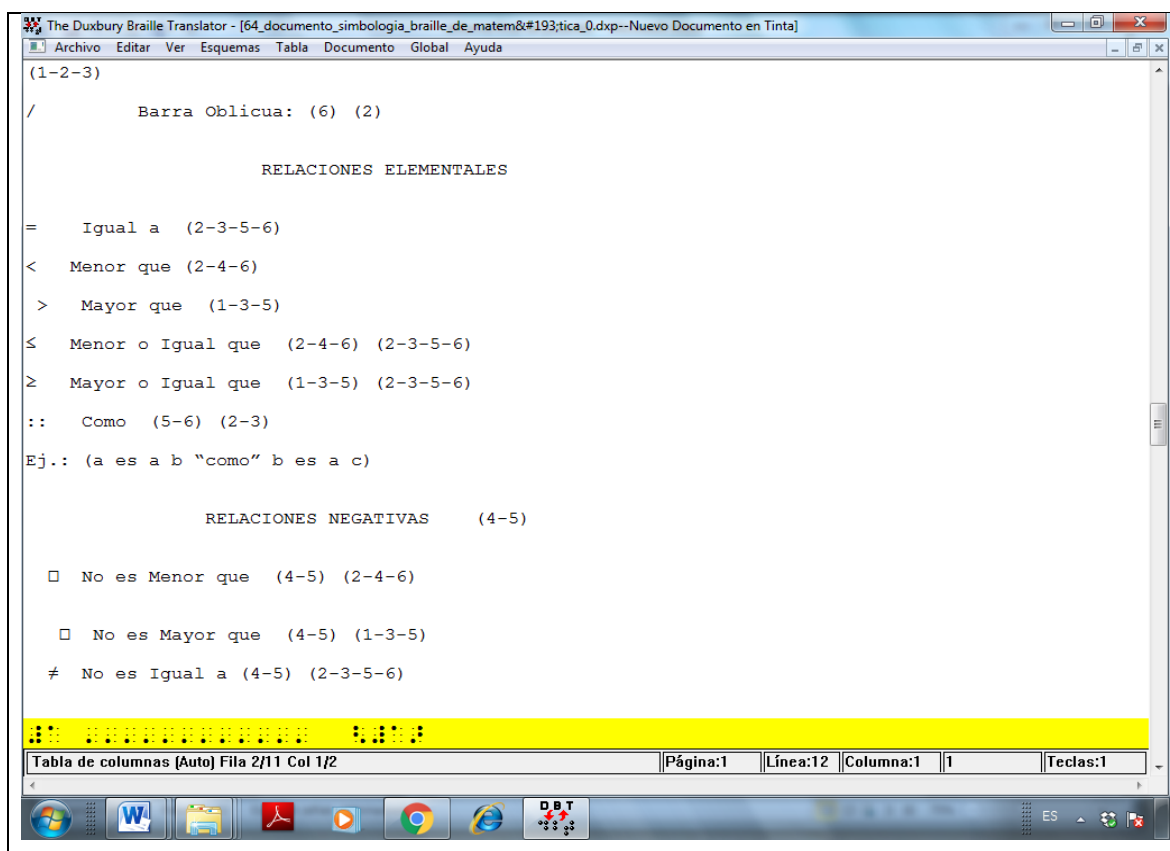 The Duxbury Braille Translator - [64_documento_simbologia_braille_de_matem&#193;tica_0.dxp--Nuevo Documento en Tinta]
Archivo Editar Ver Esquemas Tabla Documento Global Ayuda
(1-2-3)
/ Barra Oblicua: (6) (2)
RELACIONES ELEMENTALES
= Igual a (2-3-5-6)
< Menor que (2-4-6)
> Mayor que (1-3-5)
≤ Menor o Igual que (2-4-6) (2-3-5-6)
≥ Mayor o Igual que (1-3-5) (2-3-5-6)
:: Como (5-6) (2-3)
Ej.: (a es a b “como” b es a c)
RELACIONES NEGATIVAS (4-5)
□ No es Menor que (4-5) (2-4-6)
□ No es Mayor que (4-5) (1-3-5)
≠ No es Igual a (4-5) (2-3-5-6)
Tabla de columnas (Auto) Fila 2/11 Col 1/2 Página:1 Línea:12 Columna:1 1 Teclas:1
W DBT ES